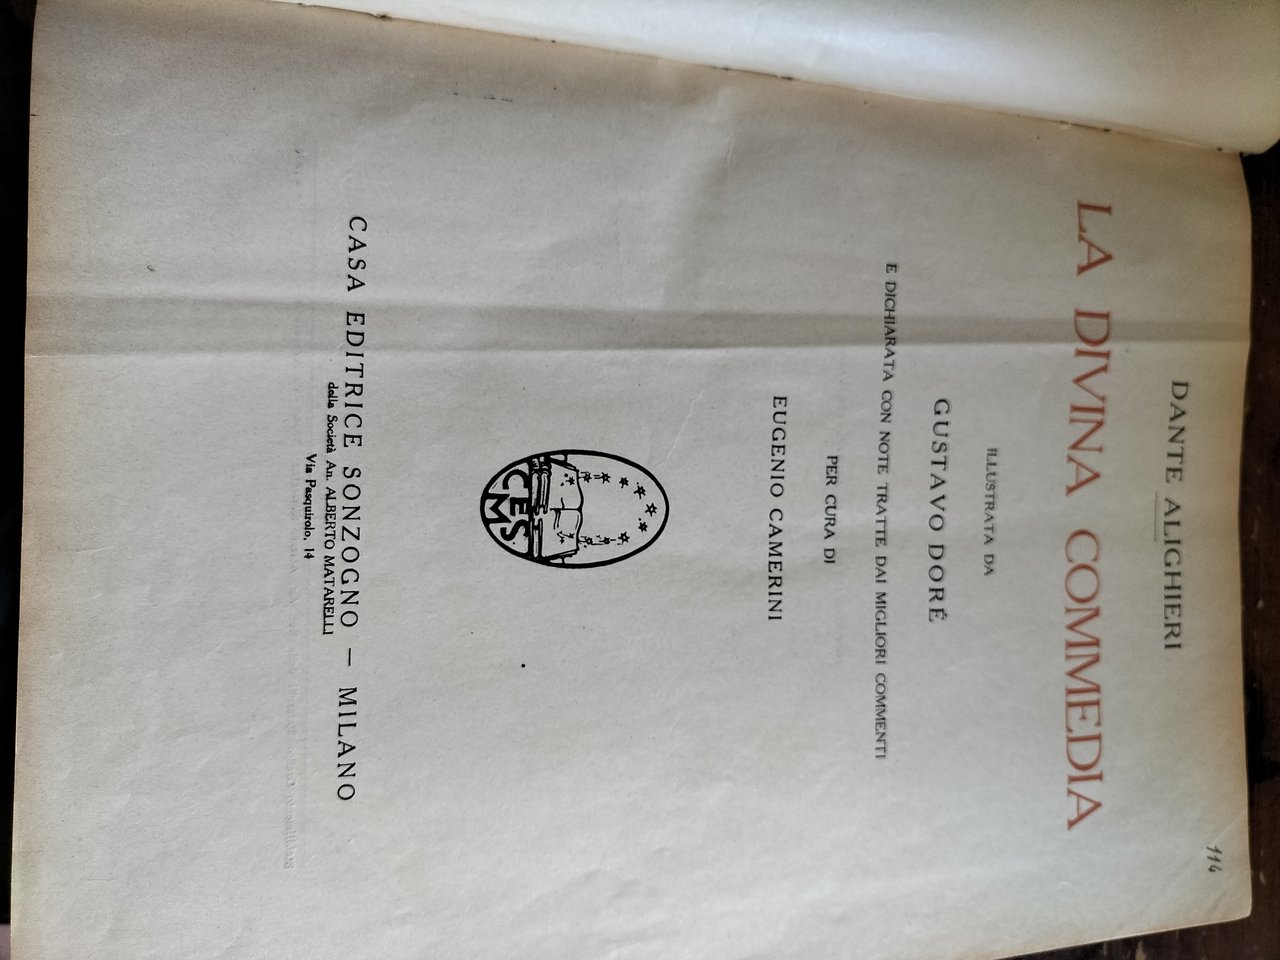 114
DANTE ALIGHIERI
LA DIVINA COMMEDIA
ILLUSTRATA DA
GUSTAVO DORÉ
E DICHIARATA CON NOTE TRATTE DAI MIGLIORI COMMENTI
PER CURA DI
EUGENIO CAMERINI
CES
M
CASA EDITRICE SONZOGNO — MILANO
della Società An. ALBERTO MATARELLI
Via Pasquirolo, 14